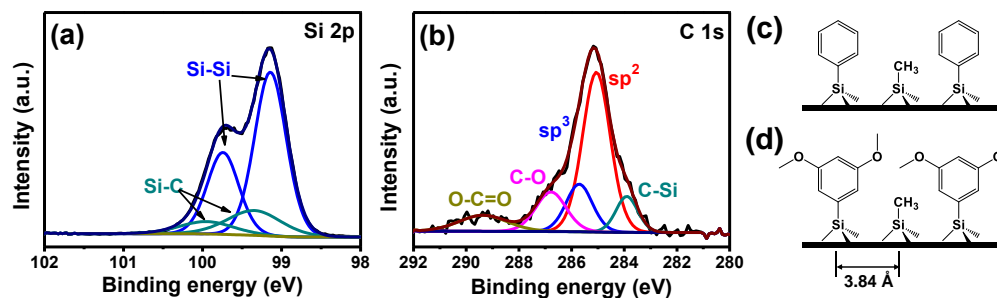 (a)
Si 2p
Si-Si
Si-C
Intensity (a.u.)
102 101 100 99 98
Binding energy (eV)
(b)
C 1s
sp²
sp³
C-O
C-Si
O-C=O
Intensity (a.u.)
292 290 288 286 284 282 280
Binding energy (eV)
(c)
CH₃
Si Si Si
(d)
O O O O
CH₃
Si Si Si
3.84 Å